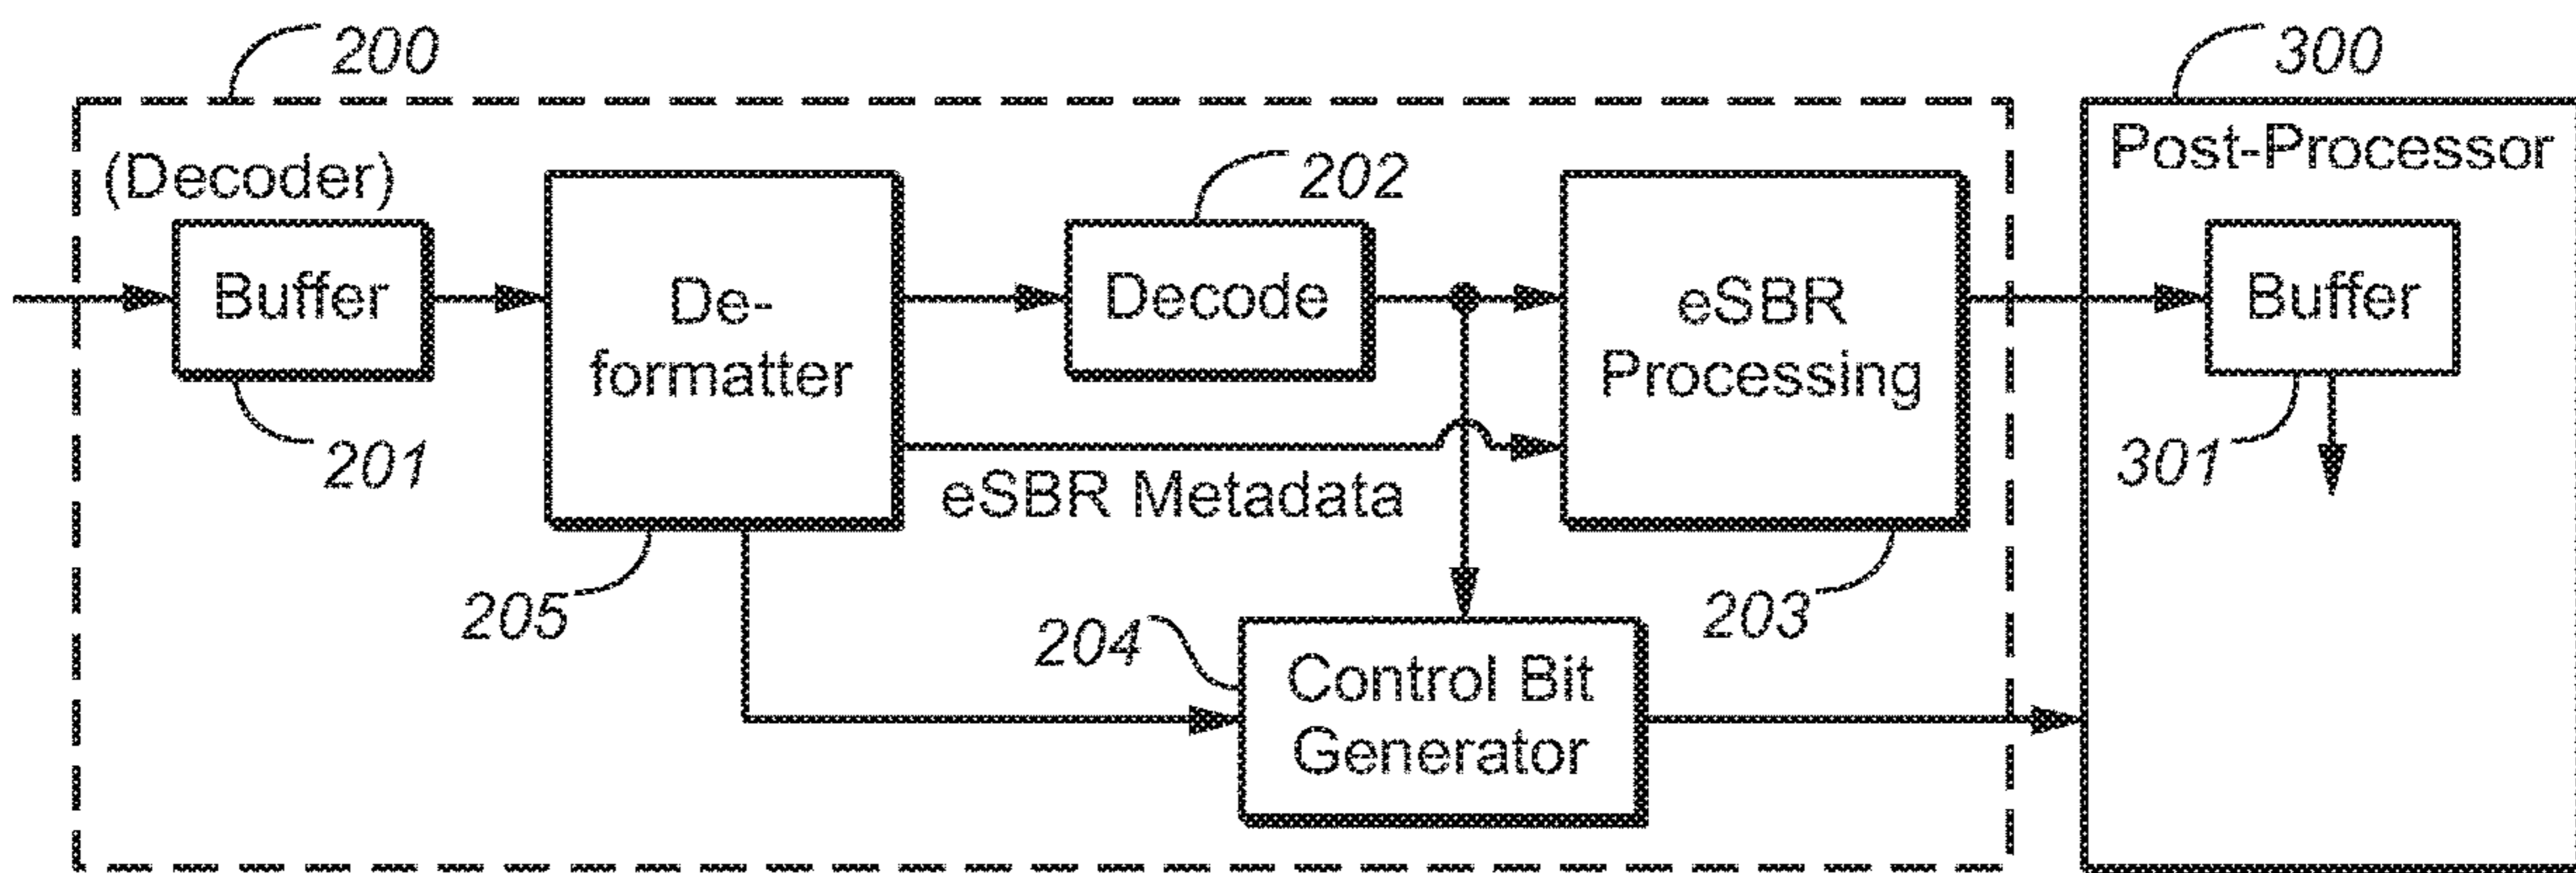 200
300
(Decoder)
Post-Processor
202
Buffer
De-
formatter
Decode
eSBR
Processing
Buffer
201
eSBR Metadata
301
205
204
203
Control Bit
Generator